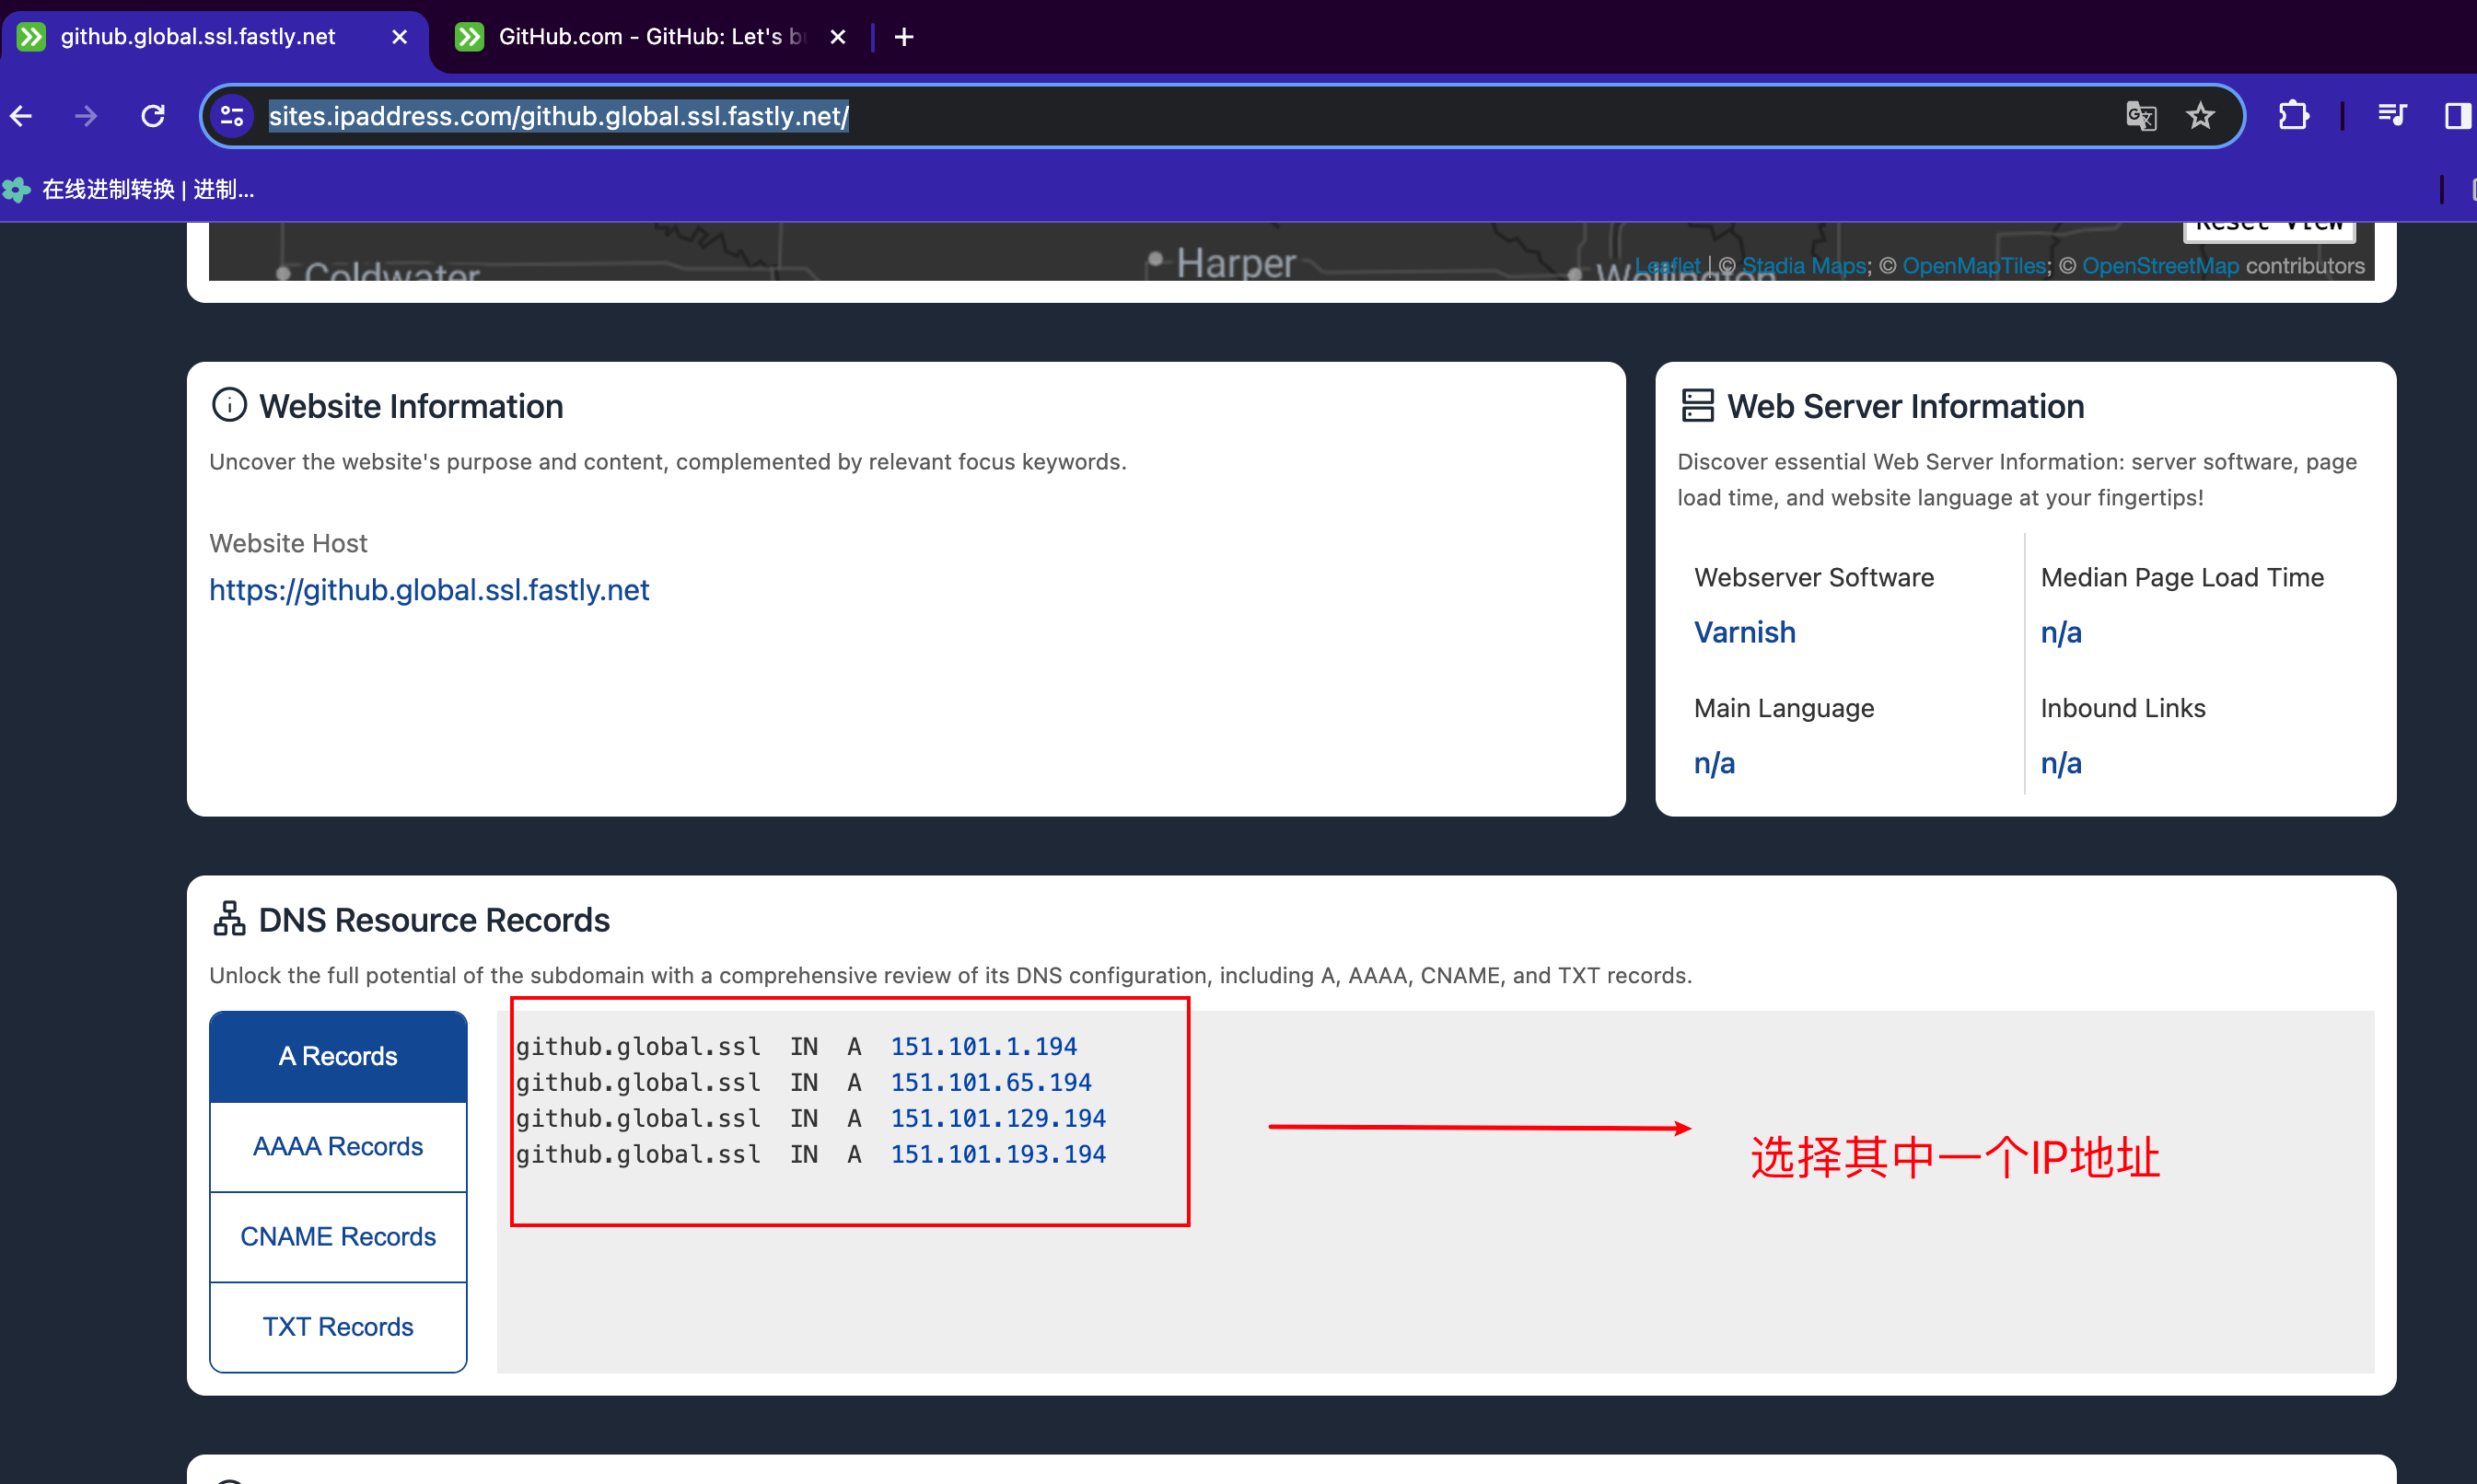 github.global.ssl.fastly.net
GitHub.com - GitHub: Let's
sites.ipaddress.com/github.global.ssl.fastly.net/
在线进制转换 | 进制...
Reset View
Coldwater
Harper
Wellington
Leaflet | © Stadia Maps; © OpenMapTiles; © OpenStreetMap contributors
Website Information
Uncover the website's purpose and content, complemented by relevant focus keywords.
Website Host
https://github.global.ssl.fastly.net
Web Server Information
Discover essential Web Server Information: server software, page
load time, and website language at your fingertips!
Webserver Software
Varnish
Median Page Load Time
n/a
Main Language
n/a
Inbound Links
n/a
DNS Resource Records
Unlock the full potential of the subdomain with a comprehensive review of its DNS configuration, including A, AAAA, CNAME, and TXT records.
A Records
AAAA Records
CNAME Records
TXT Records
github.global.ssl IN A 151.101.1.194
github.global.ssl IN A 151.101.65.194
github.global.ssl IN A 151.101.129.194
github.global.ssl IN A 151.101.193.194
选择其中一个IP地址